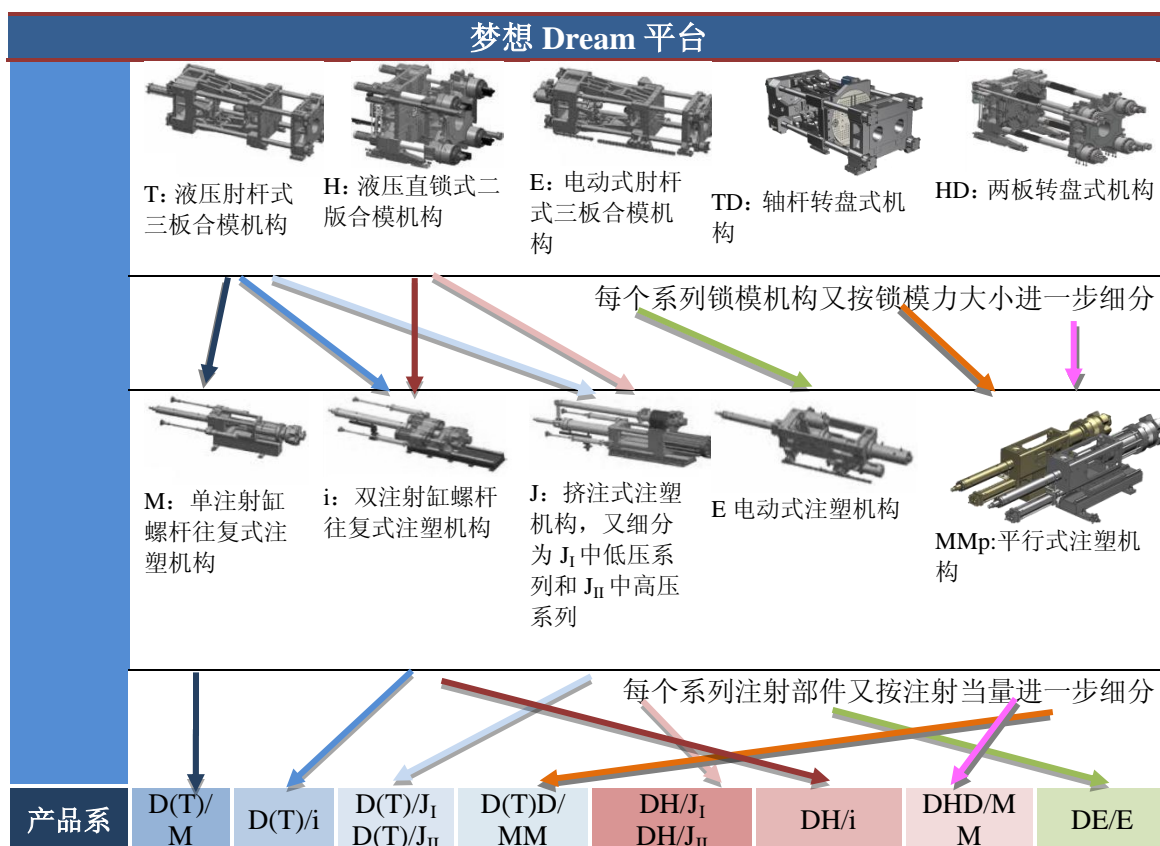 梦想 Dream 平台
T: 液压肘杆式
三板合模机构
H: 液压直锁式二
版合模机构
E: 电动式肘杆
式三板合模机
构
TD: 轴杆转盘式机
构
HD: 两板转盘式机构
每个系列锁模机构又按锁模力大小进一步细分
M: 单注射缸
螺杆往复式注
塑机构
i: 双注射缸螺杆
往复式注塑机构
J: 挤注式注塑
机构，又细分
为 J_I 中低压系
列和 J_II 中高压
系列
E 电动式注塑机构
MMp:平行式注塑机
构
每个系列注射部件又按注射当量进一步细分
产品系
D(T)/
M
D(T)/i
D(T)/J_I
D(T)/J_II
D(T)D/
MM
DH/J_I
DH/J_II
DH/i
DHD/M
M
DE/E